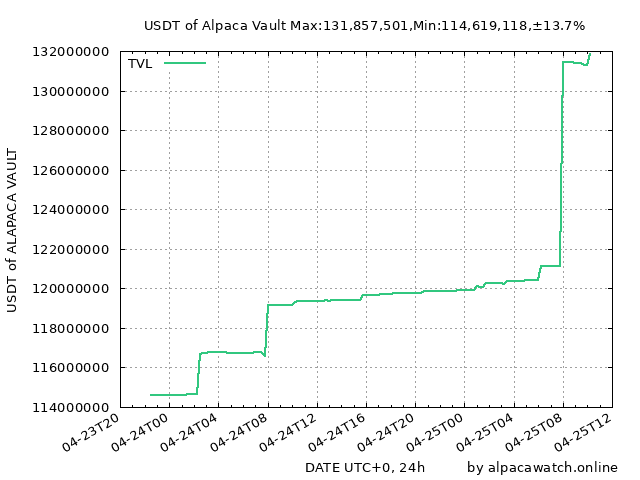 USDT of Alpaca Vault Max:131,857,501,Min:114,619,118,±13.7%
TVL
132000000
130000000
128000000
126000000
124000000
122000000
120000000
118000000
116000000
114000000
USDT of ALAPACA VAULT
04-23T20
04-24T00
04-24T04
04-24T08
04-24T12
04-24T16
04-24T20
04-25T00
04-25T04
04-25T08
04-25T12
DATE UTC+0, 24h
by alpacawatch.online